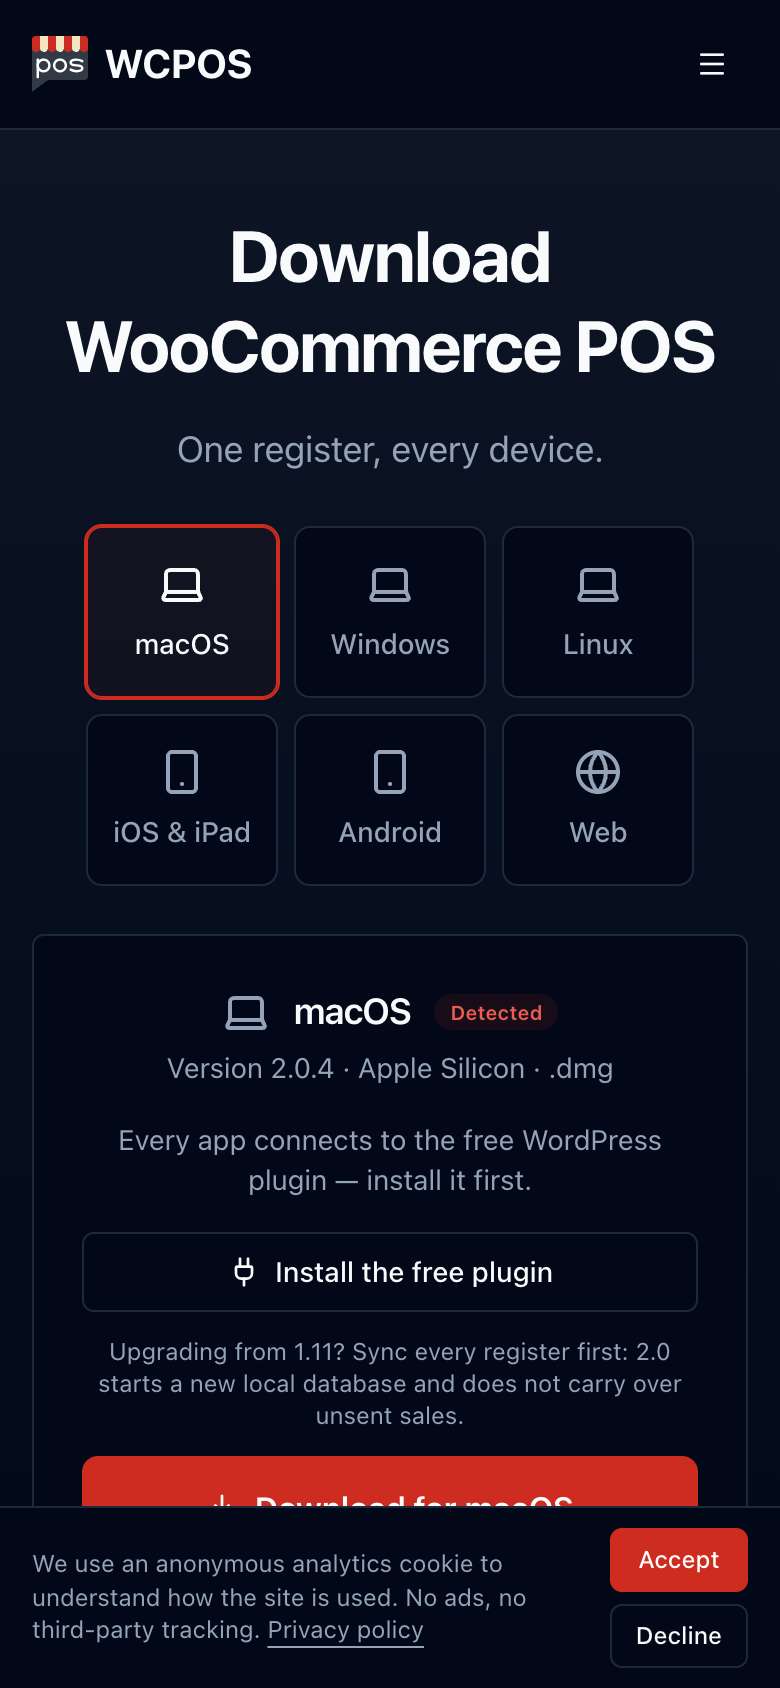 pos WCPOS
Download
WooCommerce POS
One register, every device.
macOS
Windows
Linux
iOS & iPad
Android
Web
macOS Detected
Version 2.0.4 · Apple Silicon · .dmg
Every app connects to the free WordPress
plugin — install it first.
Install the free plugin
Upgrading from 1.11? Sync every register first: 2.0
starts a new local database and does not carry over
unsent sales.
Download for macOS
We use an anonymous analytics cookie to
understand how the site is used. No ads, no
third-party tracking. Privacy policy
Accept
Decline